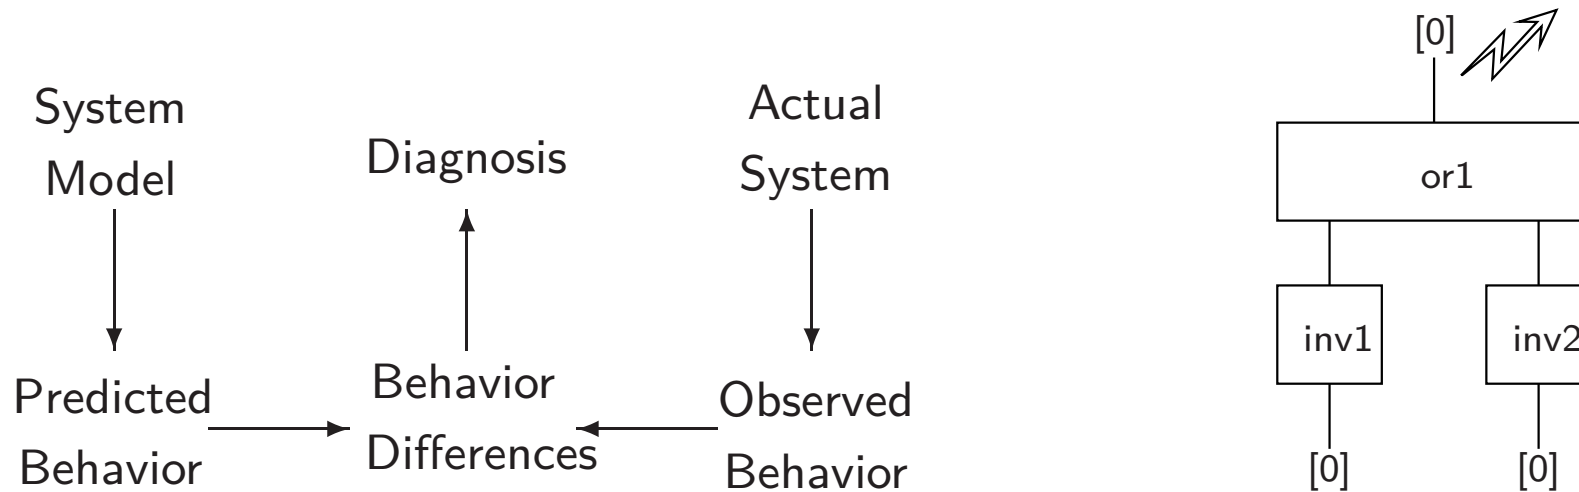 System
Model
Diagnosis
Actual
System
Predicted
Behavior
Behavior
Differences
Observed
Behavior
[0]
or1
inv1
inv2
[0]
[0]